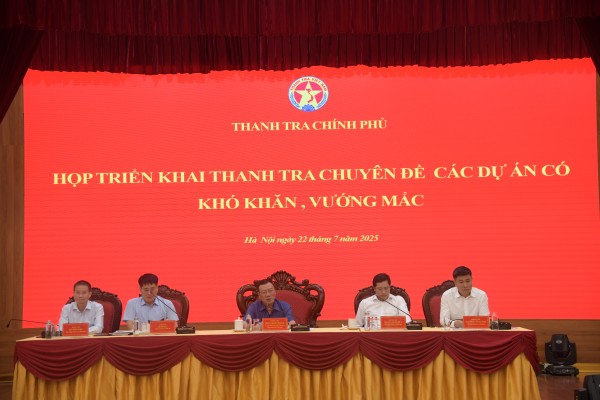 THANH TRA CHÍNH PHỦ
HỌP TRIỂN KHAI THANH TRA CHUYÊN ĐỀ CÁC DỰ ÁN CÓ
KHÓ KHĂN , VƯỚNG MẮC
Hà Nội ngày 22 tháng 7 năm 2025